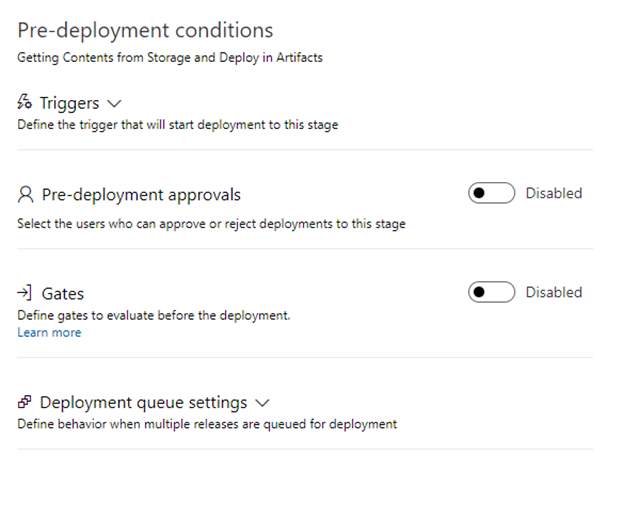 Pre-deployment conditions
Getting Contents from Storage and Deploy in Artifacts
Triggers
Define the trigger that will start deployment to this stage
Pre-deployment approvals
Disabled
Select the users who can approve or reject deployments to this stage
Gates
Disabled
Define gates to evaluate before the deployment.
Learn more
Deployment queue settings
Define behavior when multiple releases are queued for deployment